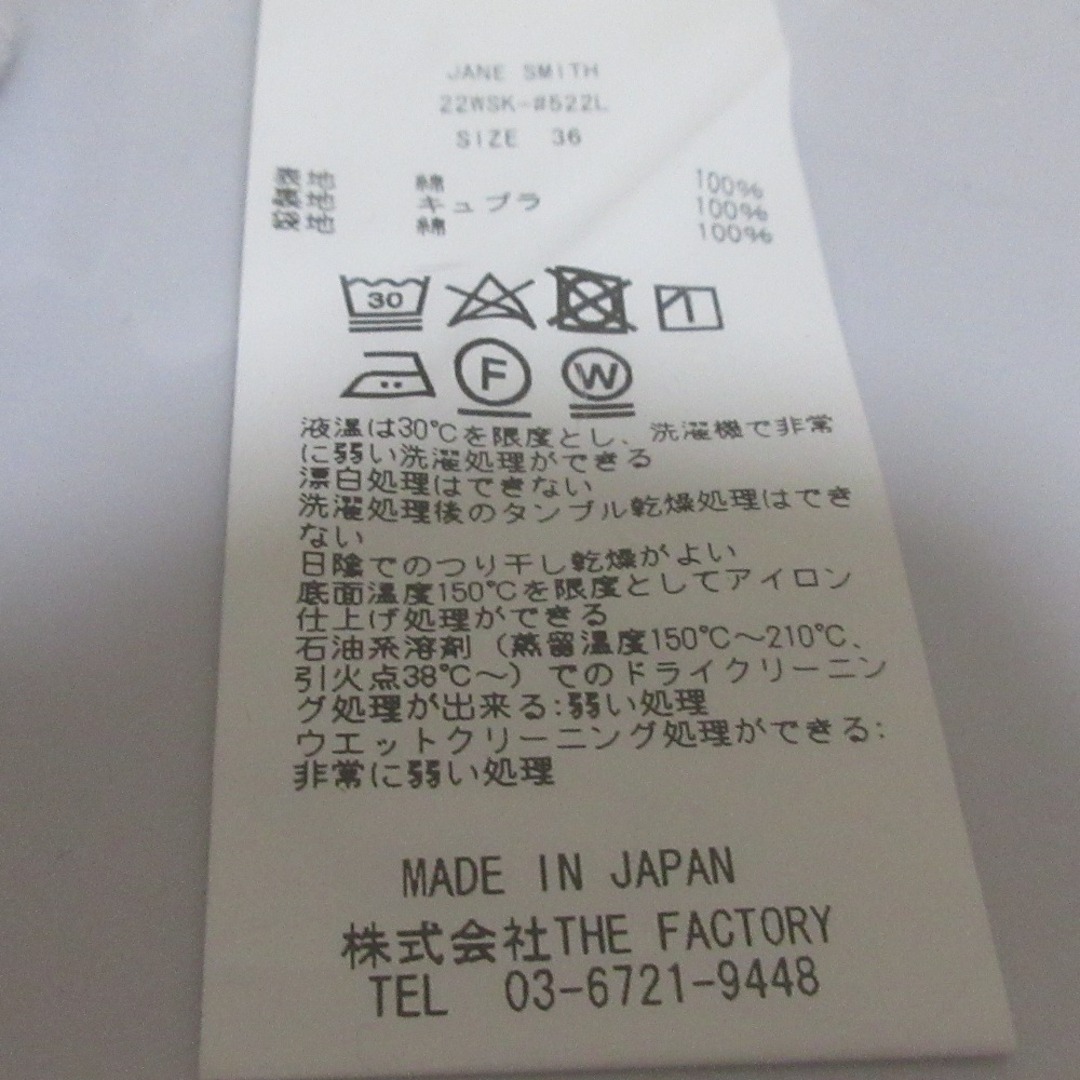 JANE SMITH
22WSK-#522L
SIZE 36
表地 綿 100%
裏地 キュプラ 100%
袋地 綿 100%
30
F W
液温は30℃を限度とし、洗濯機で非常
に弱い洗濯処理ができる
漂白処理はできない
洗濯処理後のタンブル乾燥処理はでき
ない
日陰でのつり干し乾燥がよい
底面温度150℃を限度としてアイロン
仕上げ処理ができる
石油系溶剤（蒸留温度150℃～210℃、
引火点38℃～）でのドライクリーニン
グ処理が出来る:弱い処理
ウエットクリーニング処理ができる:
非常に弱い処理
MADE IN JAPAN
株式会社THE FACTORY
TEL 03-6721-9448